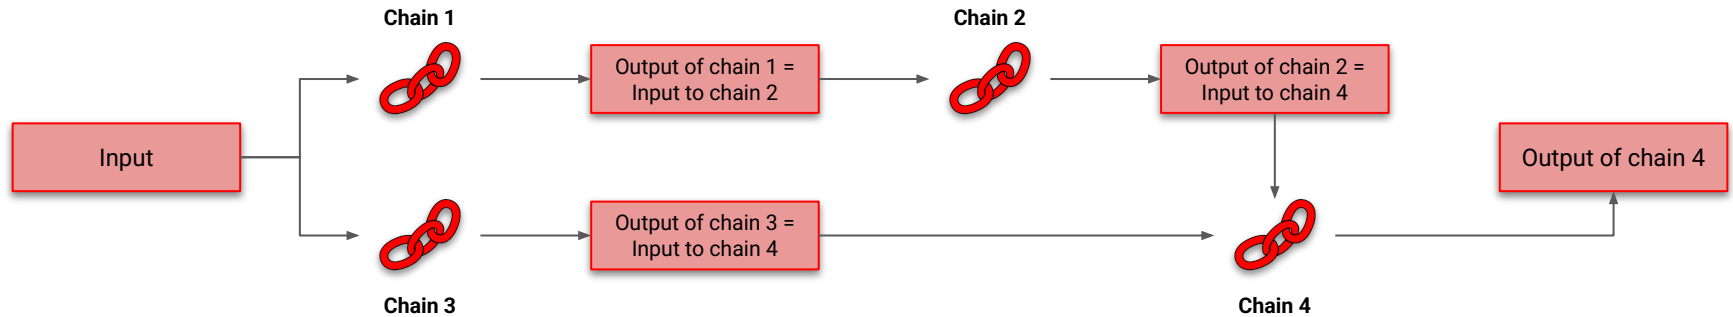 Chain 1
Chain 2
Output of chain 1 =
Input to chain 2
Output of chain 2 =
Input to chain 4
Input
Output of chain 4
Output of chain 3 =
Input to chain 4
Chain 3
Chain 4